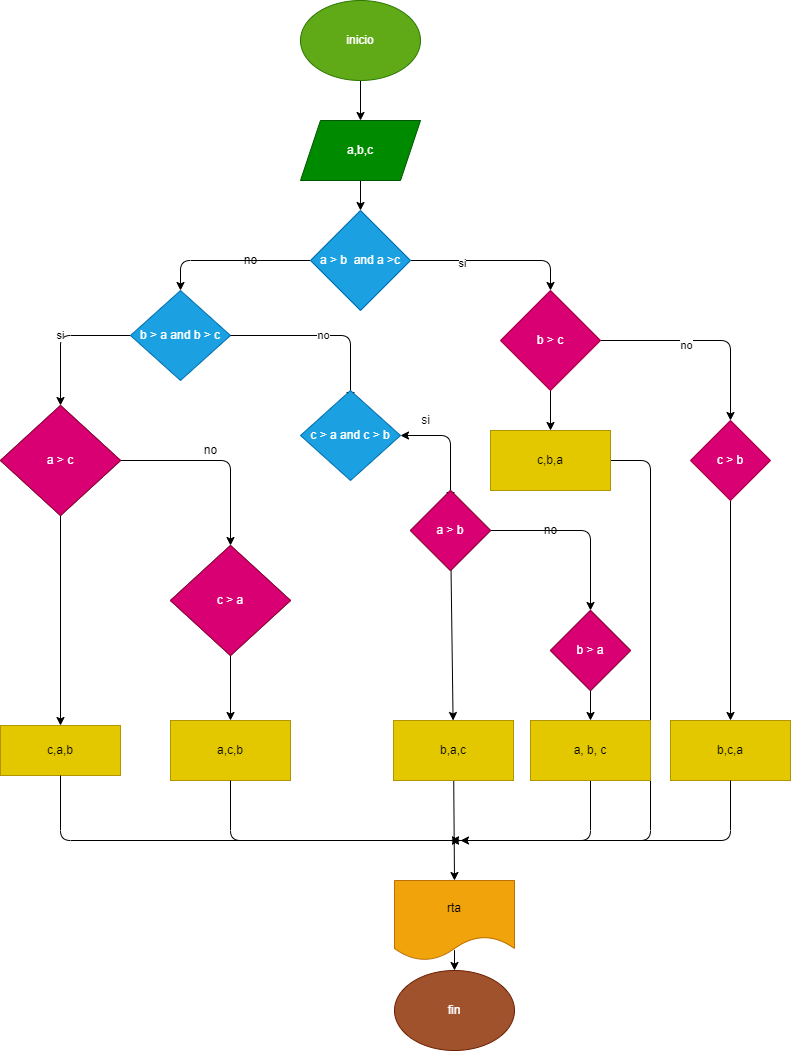 inicio
a,b,c
a > b  and a >c
no
si
b > a and b > c
b > c
si
no
no
c > a and c > b
si
a > c
no
c,b,a
c > b
a > b
no
c > a
b > a
c,a,b
a,c,b
b,a,c
a, b, c
b,c,a
rta
fin